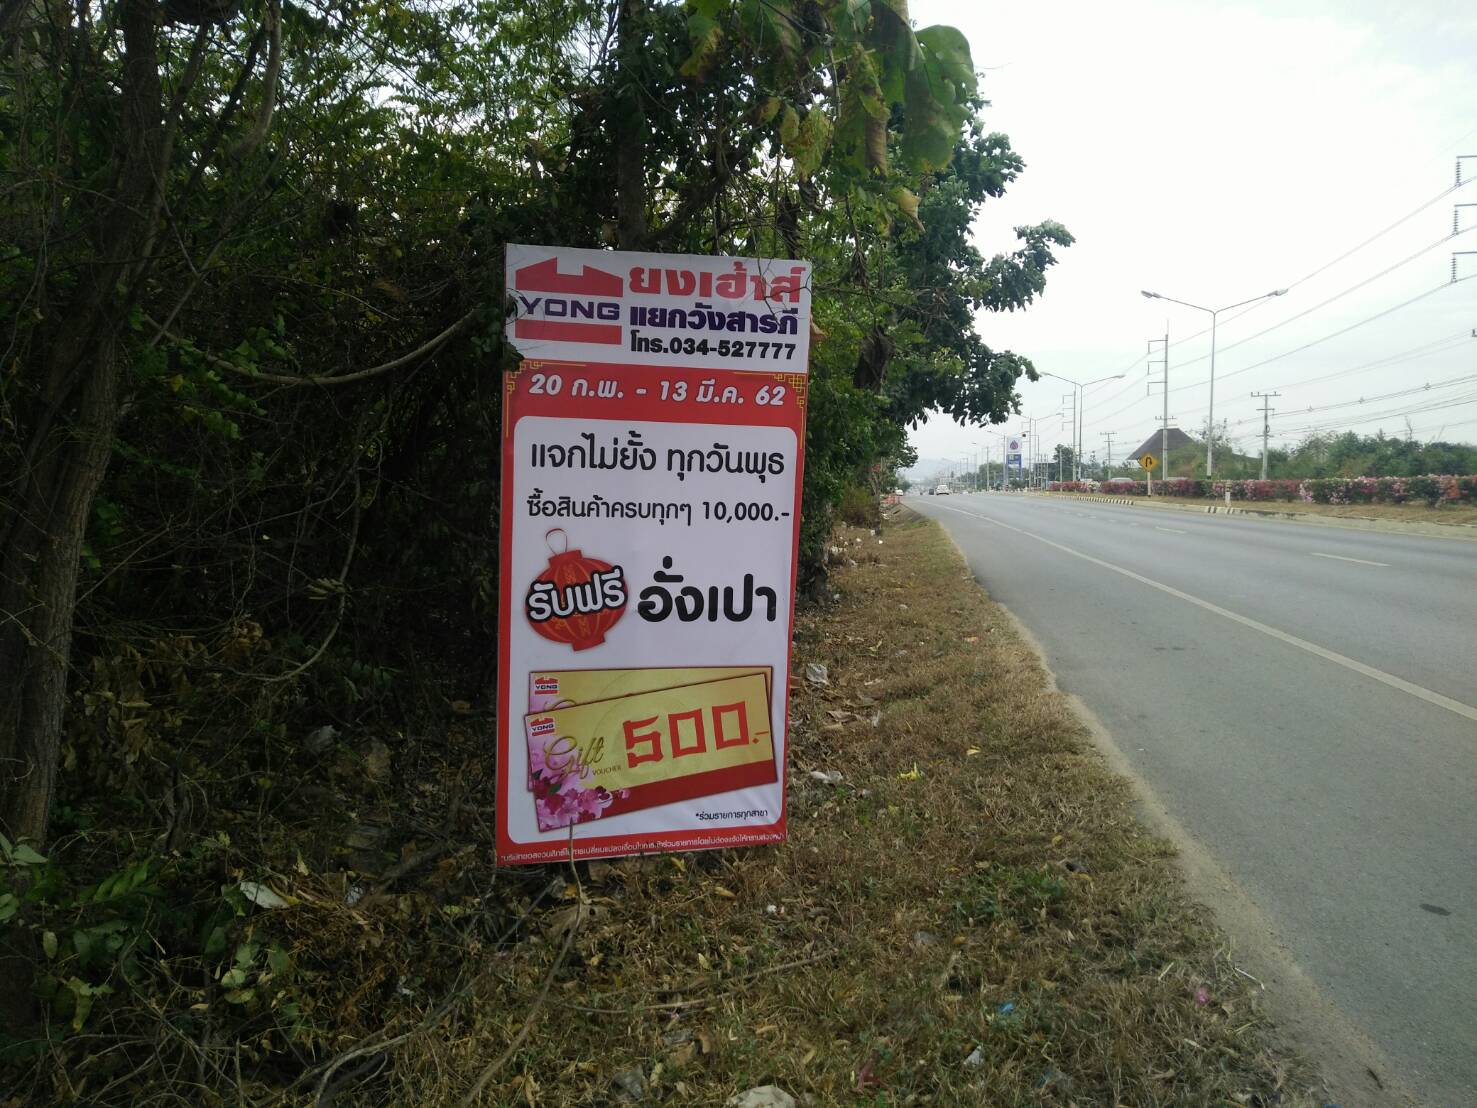 ยงเฮ้าส์
YONG
แยกวังสารภี
โทร.034-527777
20 ก.พ. - 13 มี.ค. 62
แจกไม่ยั้ง ทุกวันพุธ
ซื้อสินค้าครบทุกๆ 10,000.-
รับฟรี อั่งเปา
YONG
YONG
Gift
VOUCHER
500.-
*ร่วมรายการทุกสาขา